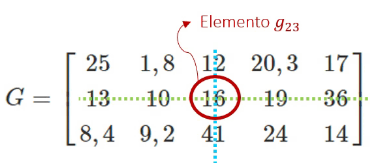 Elemento g₂₃
25 1,8 12 20,3 17
G = 13 10 16 19 36
8,4 9,2 41 24 14